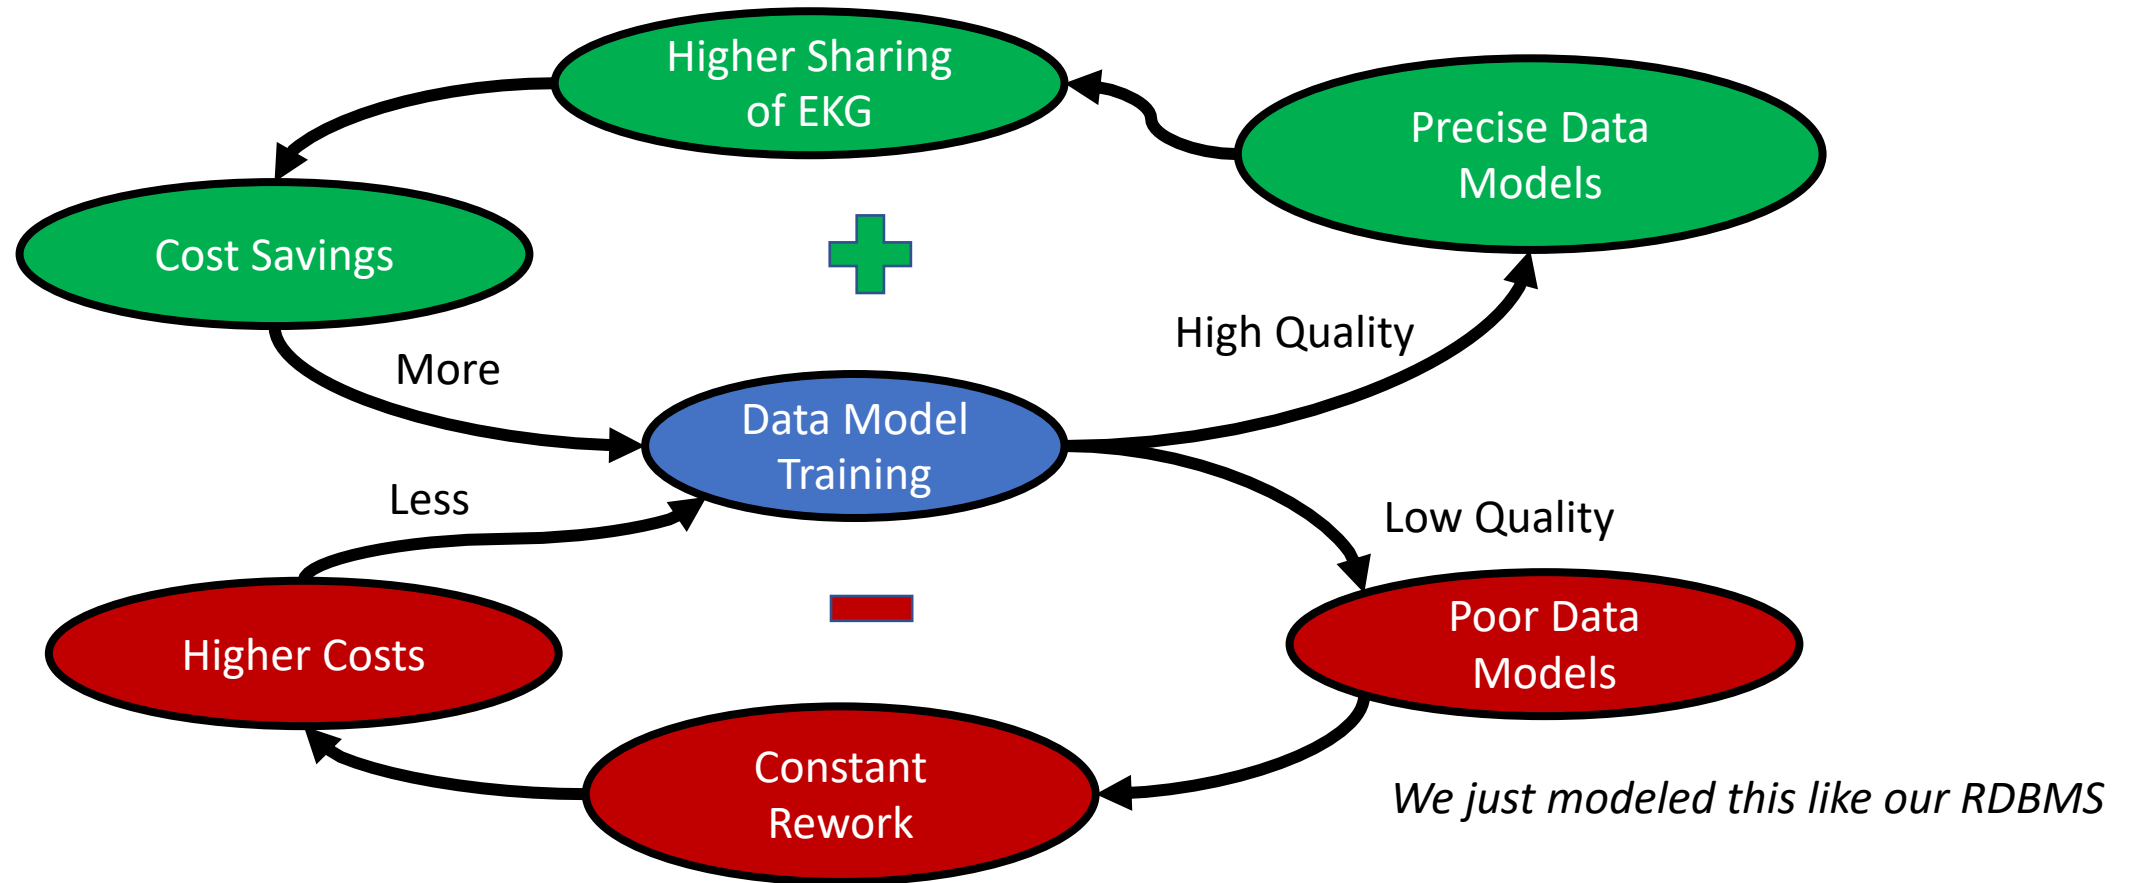 Higher Sharing
of EKG
Precise Data
Models
Cost Savings
High Quality
More
Data Model
Training
Less
Low Quality
Poor Data
Models
Higher Costs
Constant
Rework
We just modeled this like our RDBMS